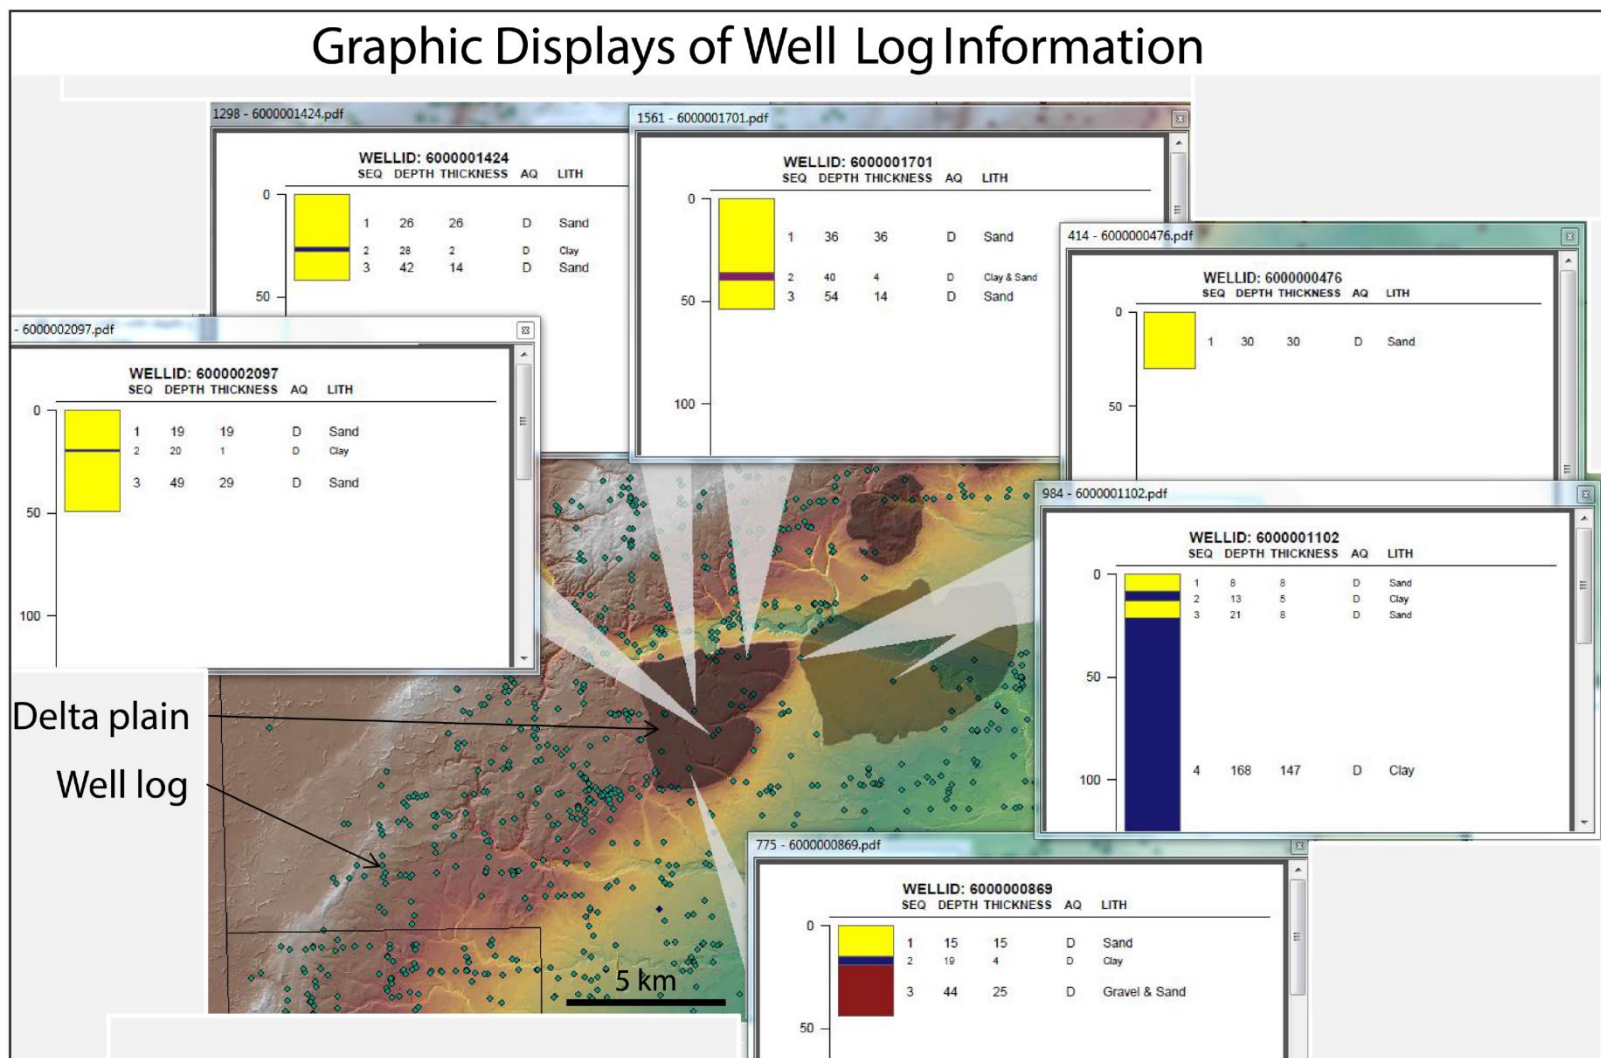 Graphic Displays of Well Log Information
1298 - 6000001424.pdf
WELLID: 6000001424
SEQ DEPTH THICKNESS AQ LITH
0
1 26 26 D Sand
2 28 2 D Clay
3 42 14 D Sand
50
1561 - 6000001701.pdf
WELLID: 6000001701
SEQ DEPTH THICKNESS AQ LITH
0
1 36 36 D Sand
2 40 4 D Clay & Sand
3 54 14 D Sand
50
100
414 - 6000000476.pdf
WELLID: 6000000476
SEQ DEPTH THICKNESS AQ LITH
0
1 30 30 D Sand
50
- 6000002097.pdf
WELLID: 6000002097
SEQ DEPTH THICKNESS AQ LITH
0
1 19 19 D Sand
2 20 1 D Clay
3 49 29 D Sand
50
100
984 - 6000001102.pdf
WELLID: 6000001102
SEQ DEPTH THICKNESS AQ LITH
0
1 8 8 D Sand
2 13 5 D Clay
3 21 8 D Sand
50
4 168 147 D Clay
100
Delta plain
Well log
5 km
775 - 6000000869.pdf
WELLID: 6000000869
SEQ DEPTH THICKNESS AQ LITH
0
1 15 15 D Sand
2 19 4 D Clay
3 44 25 D Gravel & Sand
50